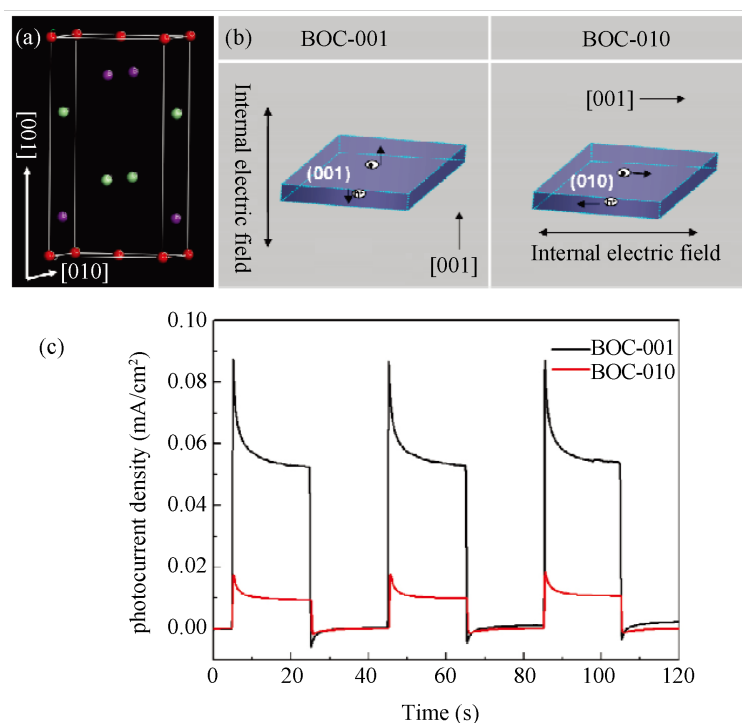 (a)
[001]
[010]
(b)
BOC-001
BOC-010
Internal electric field
(001)
[001]
[001]
(010)
Internal electric field
(c)
photocurrent density (mA/cm²)
0.10
0.08
0.06
0.04
0.02
0.00
BOC-001
BOC-010
0
20
40
60
80
100
120
Time (s)